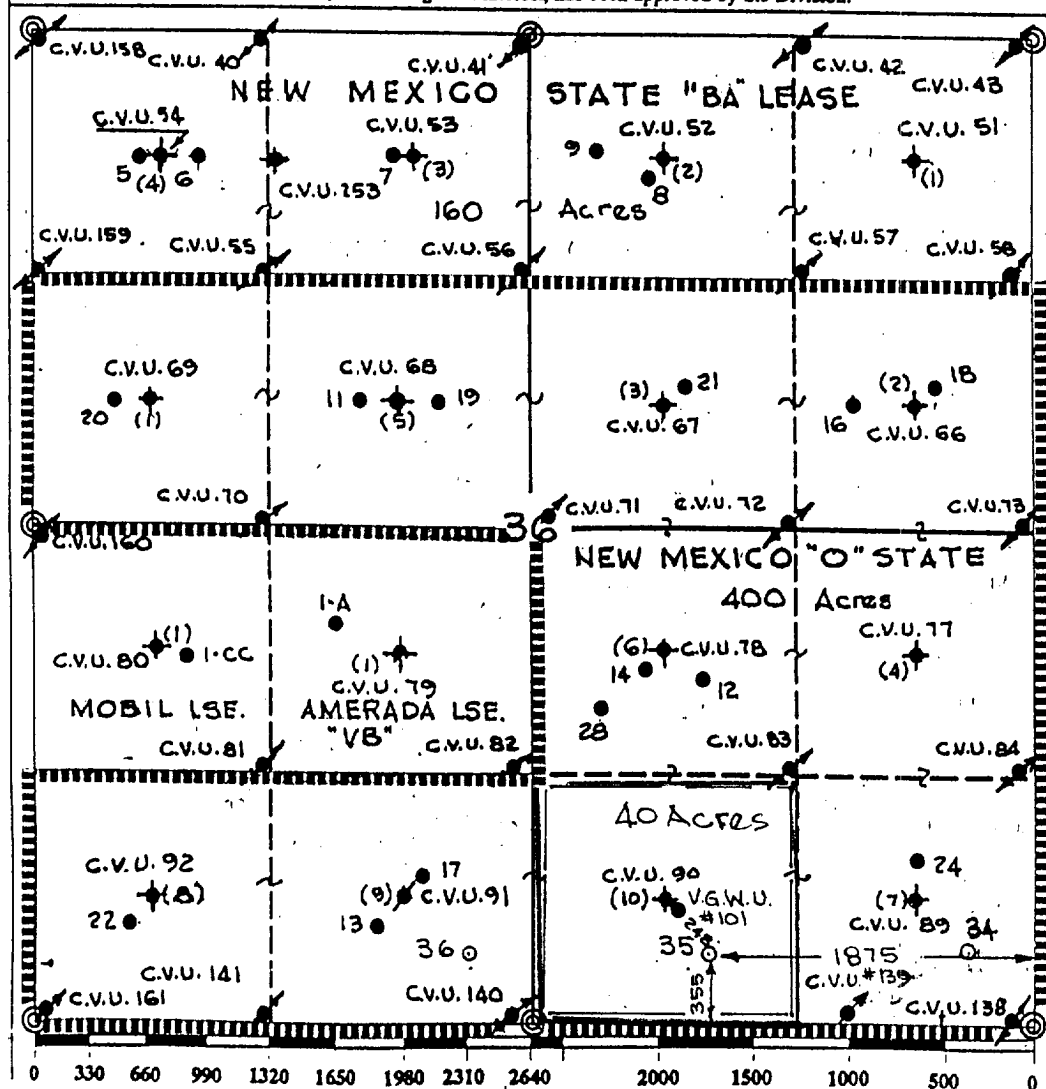 approved by the Division.
C.V.U.158 C.V.U. 40 C.V.U.41 C.V.U. 42 C.V.U. 43
NEW MEXICO STATE "BA" LEASE
C.V.U. 54 C.V.U. 53 C.V.U. 52 C.V.U. 51
5 (4) 6 7 (3) 9 (2) 8 (1)
C.V.U. 253
160 Acres
C.V.U. 159 C.V.U. 55 C.V.U. 56 C.V.U. 57 C.V.U. 58
C.V.U. 69 C.V.U. 68 (3) 21 (2) 18
20 (1) 11 (5) 19 C.V.U. 67 16 C.V.U. 66
C.V.U. 70 C.V.U. 71 C.V.U. 72 C.V.U. 73
36
C.V.U. 160
NEW MEXICO "O" STATE
400 Acres
1-A C.V.U. 77
(1) (6) C.V.U. 78 (4)
C.V.U. 80 1-CC (1) 14 12
C.V.U. 79
MOBIL LSE. AMERADA LSE. 28
"VB"
C.V.U. 81 C.V.U. 82 C.V.U. 83 C.V.U. 84
40 Acres
C.V.U. 92 17 C.V.U. 90 24
(8) (9) C.V.U. 91 (10) V.G.W.U. (7)
22 13 #101 C.V.U. 89
36 35 34
1875
355
C.V.U. 141 C.V.U. #139
C.V.U. 161 C.V.U. 140 C.V.U. 138
0 330 660 990 1320 1650 1980 2310 2640 2000 1500 1000 500 0